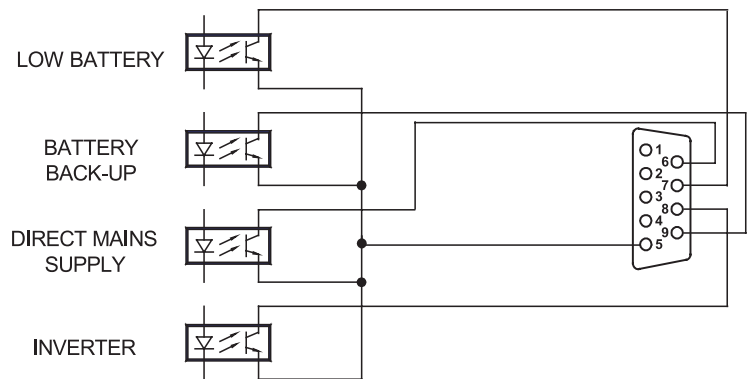 LOW BATTERY
BATTERY
BACK-UP
DIRECT MAINS
SUPPLY
INVERTER
1
6
2
7
3
8
4
9
5